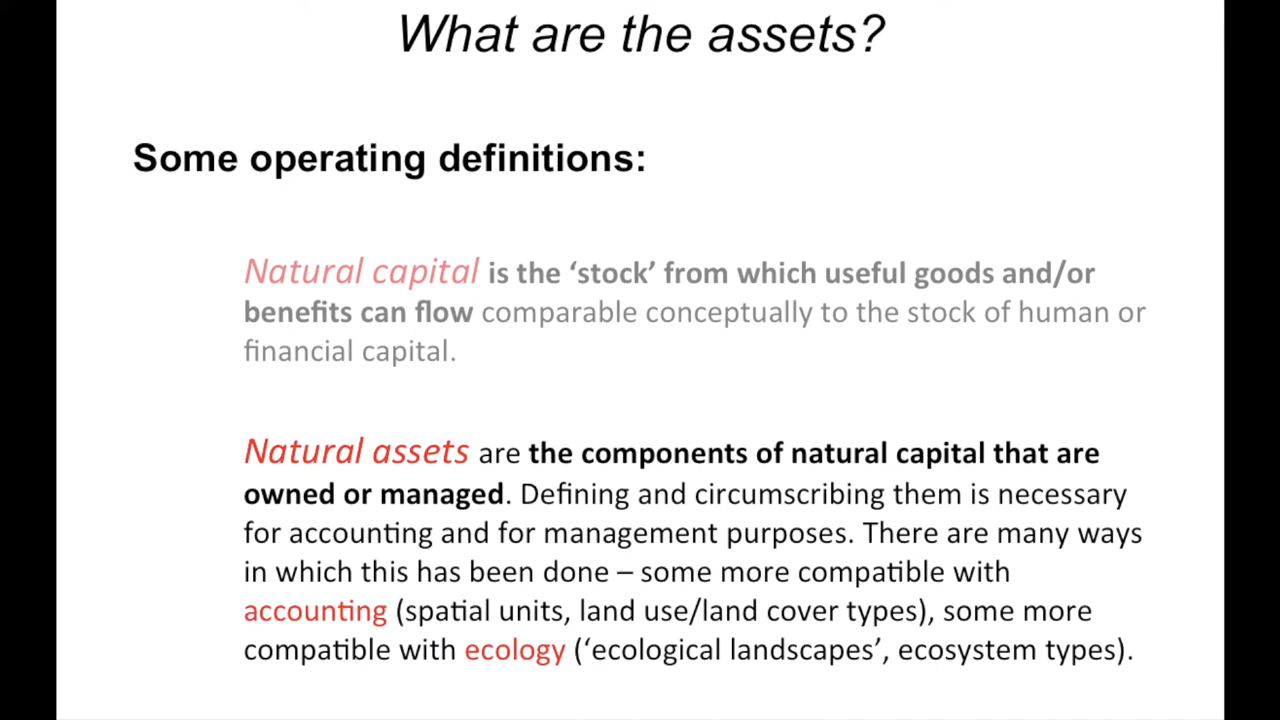 What are the assets?
Some operating definitions:
Natural capital is the ‘stock’ from which useful goods and/or
benefits can flow comparable conceptually to the stock of human or
financial capital.
Natural assets are the components of natural capital that are
owned or managed. Defining and circumscribing them is necessary
for accounting and for management purposes. There are many ways
in which this has been done – some more compatible with
accounting (spatial units, land use/land cover types), some more
compatible with ecology (‘ecological landscapes’, ecosystem types).